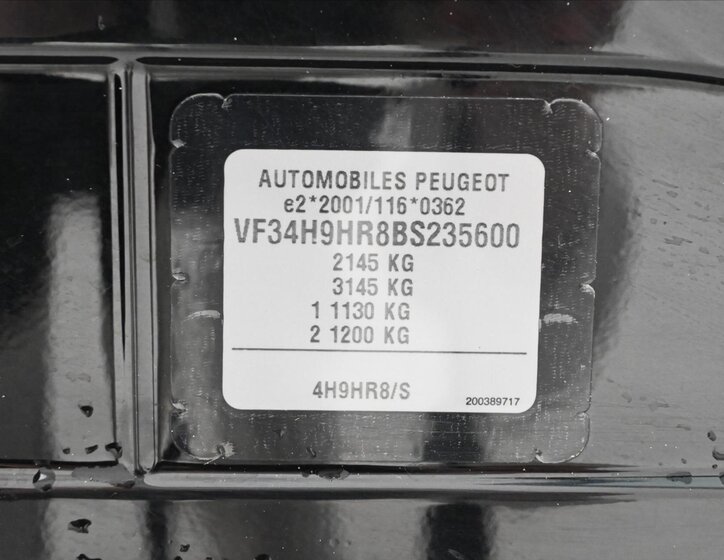 AUTOMOBILES PEUGEOT
e2*2001/116*0362
VF34H9HR8BS235600
2145 KG
3145 KG
1 1130 KG
2 1200 KG
4H9HR8/S
200389717